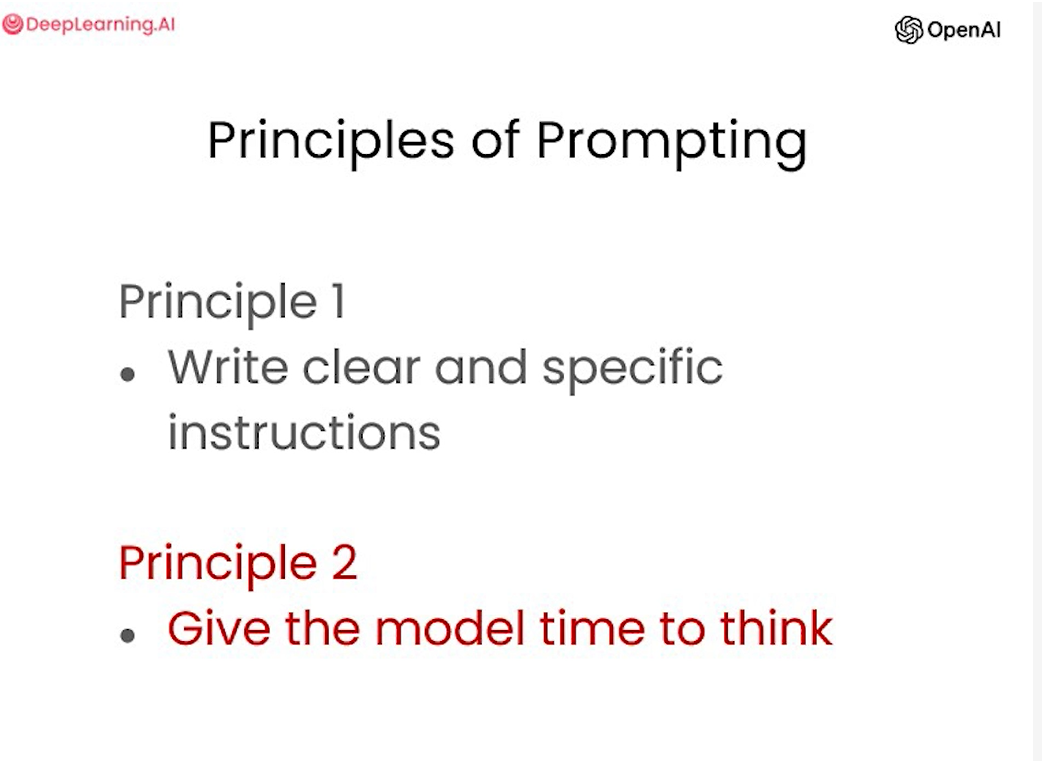 DeepLearning.AI
OpenAI
Principles of Prompting
Principle 1
• Write clear and specific
instructions
Principle 2
• Give the model time to think